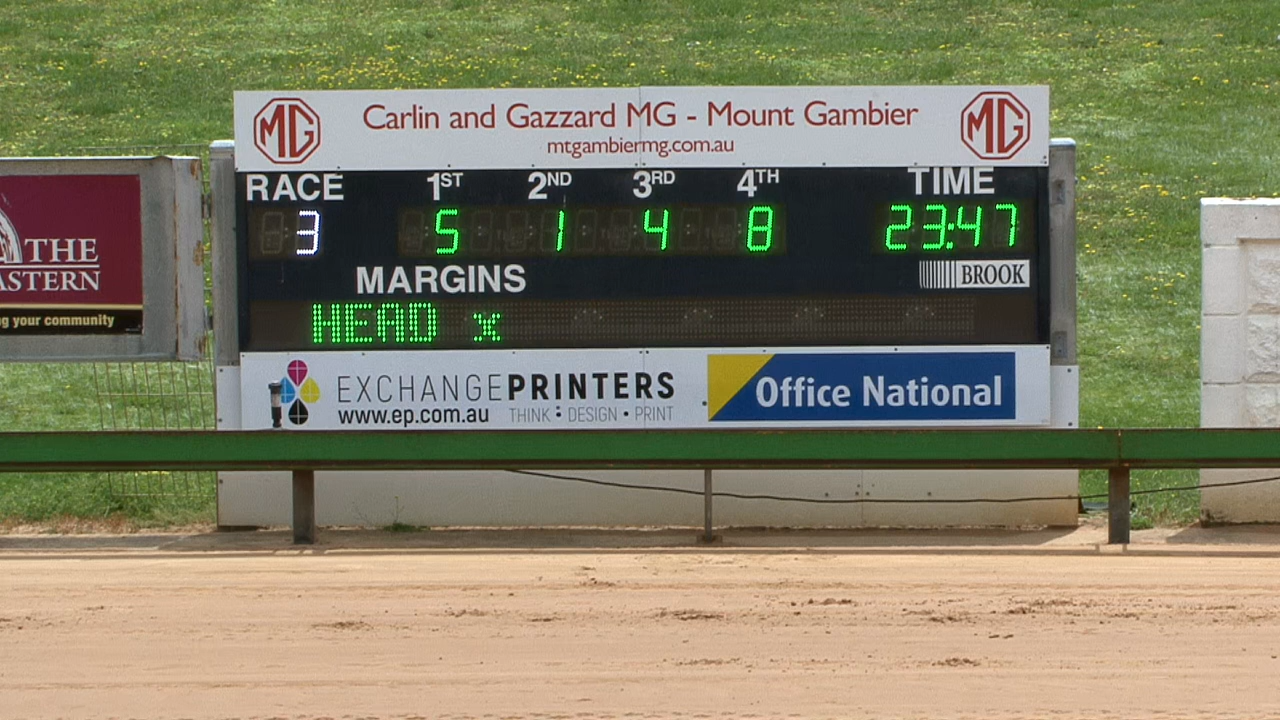 MG Carlin and Gazzard MG - Mount Gambier MG
mtgambiermg.com.au
RACE 1ST 2ND 3RD 4TH TIME
3 5 1 4 8 23.47
MARGINS BROOK
HEAD x
THE
ASTERN
g your community
EXCHANGEPRINTERS
www.ep.com.au THINK : DESIGN • PRINT
Office National